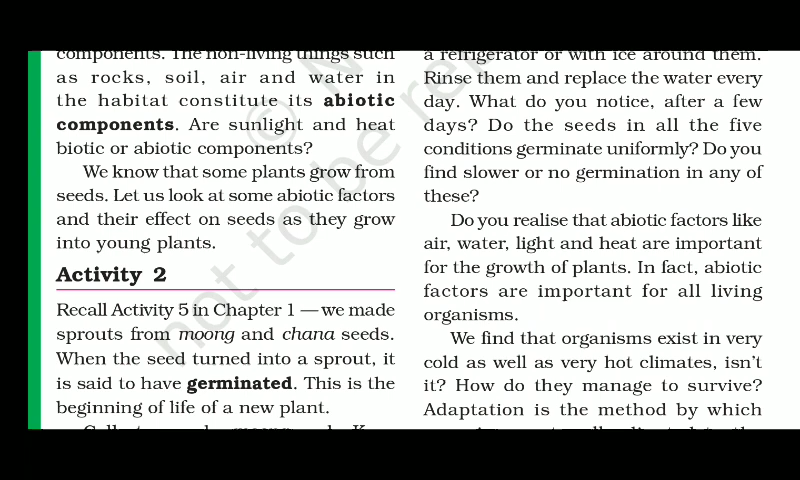 components. The non-living things such
as rocks, soil, air and water in
the habitat constitute its abiotic
components. Are sunlight and heat
biotic or abiotic components?
We know that some plants grow from
seeds. Let us look at some abiotic factors
and their effect on seeds as they grow
into young plants.
Activity 2
Recall Activity 5 in Chapter 1 —we made
sprouts from moong and chana seeds.
When the seed turned into a sprout, it
is said to have germinated. This is the
beginning of life of a new plant.
a refrigerator or with ice around them.
Rinse them and replace the water every
day. What do you notice, after a few
days? Do the seeds in all the five
conditions germinate uniformly? Do you
find slower or no germination in any of
these?
Do you realise that abiotic factors like
air, water, light and heat are important
for the growth of plants. In fact, abiotic
factors are important for all living
organisms.
We find that organisms exist in very
cold as well as very hot climates, isn't
it? How do they manage to survive?
Adaptation is the method by which
© N
not to be rep